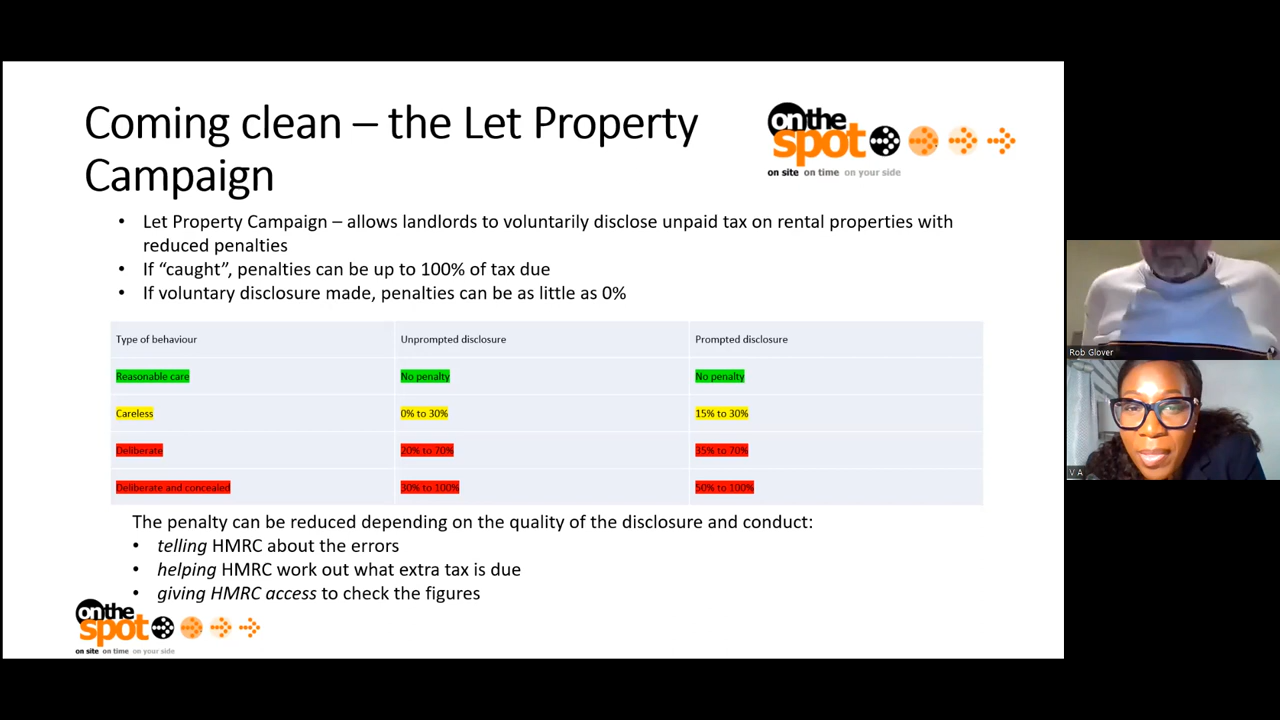 Coming clean – the Let Property
Campaign
on the
spot
on site on time on your side
• Let Property Campaign – allows landlords to voluntarily disclose unpaid tax on rental properties with
reduced penalties
• If “caught”, penalties can be up to 100% of tax due
• If voluntary disclosure made, penalties can be as little as 0%
Type of behaviour Unprompted disclosure Prompted disclosure
Reasonable care No penalty No penalty
Careless 0% to 30% 15% to 30%
Deliberate 20% to 70% 35% to 70%
Deliberate and concealed 30% to 100% 50% to 100%
The penalty can be reduced depending on the quality of the disclosure and conduct:
• telling HMRC about the errors
• helping HMRC work out what extra tax is due
• giving HMRC access to check the figures
on the
spot
on site on time on your side
Rob Glover
V A